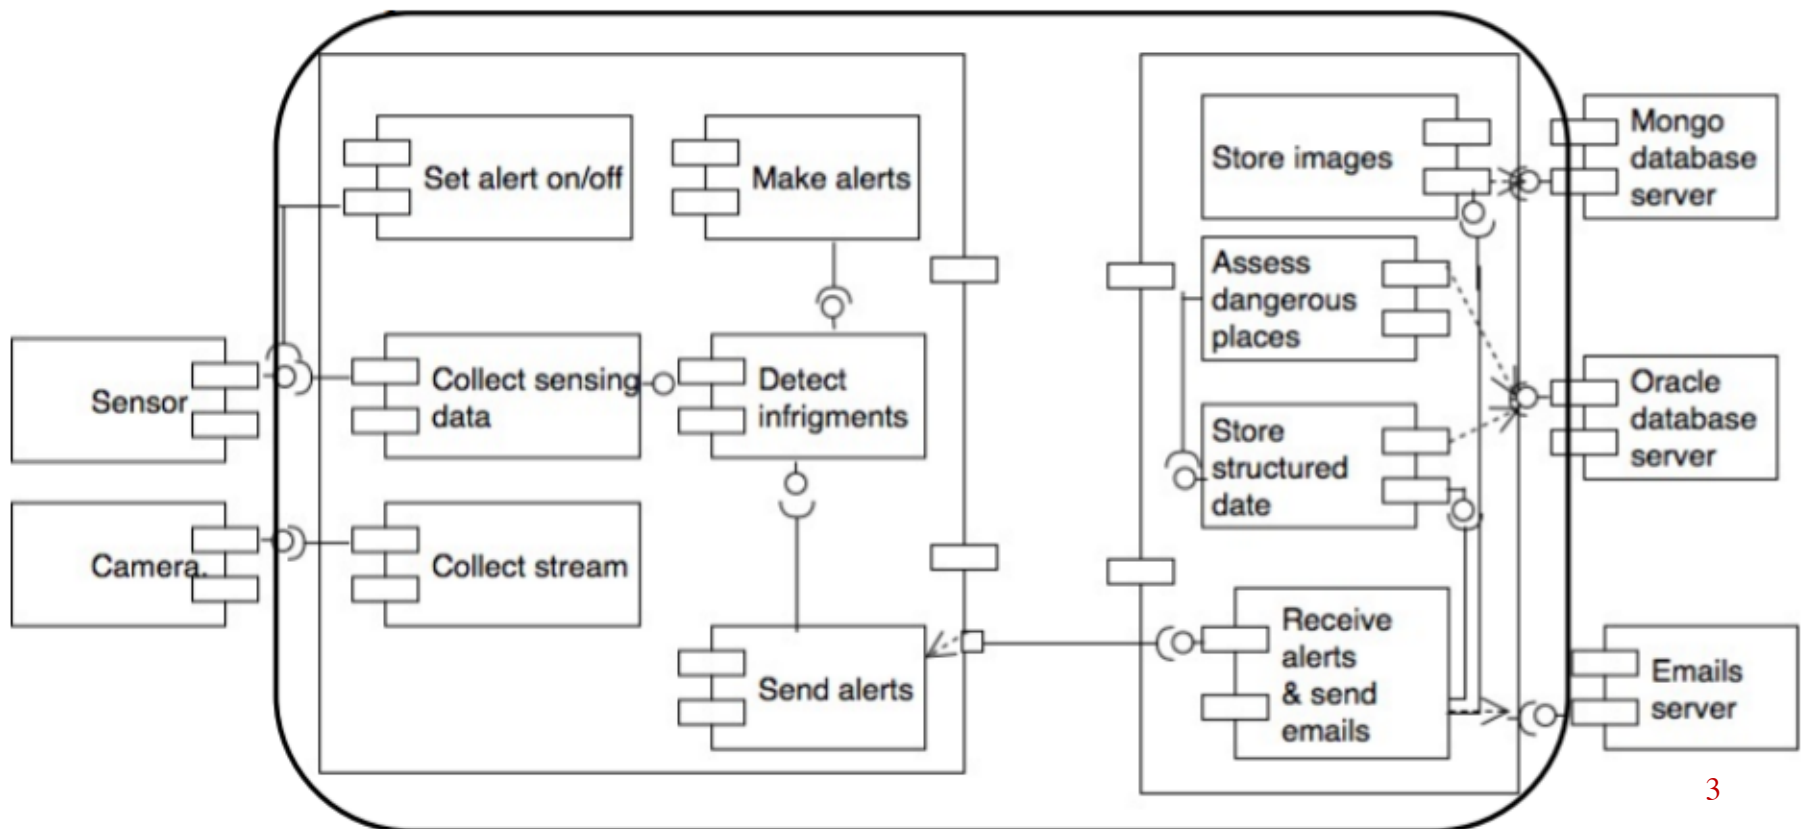 Set alert on/off
Make alerts
Store images
Mongo
database
server
Assess
dangerous
places
Sensor
Collect sensing
data
Detect
infrigments
Oracle
database
server
Store
structured
date
Camera.
Collect stream
Receive
alerts
& send
emails
Send alerts
Emails
server
3